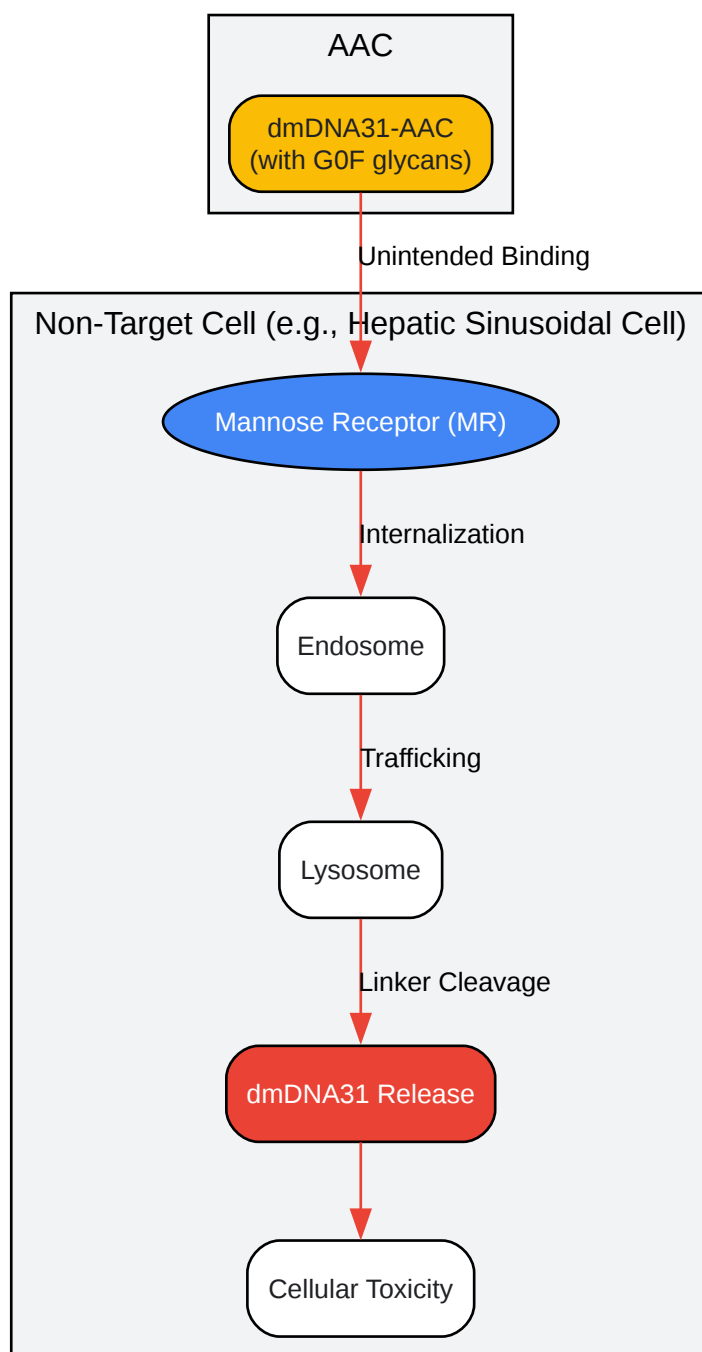 AAC
dmDNA31-AAC
(with G0F glycans)
Unintended Binding
Non-Target Cell (e.g., Hepatic Sinusoidal Cell)
Mannose Receptor (MR)
Internalization
Endosome
Trafficking
Lysosome
Linker Cleavage
dmDNA31 Release
Cellular Toxicity